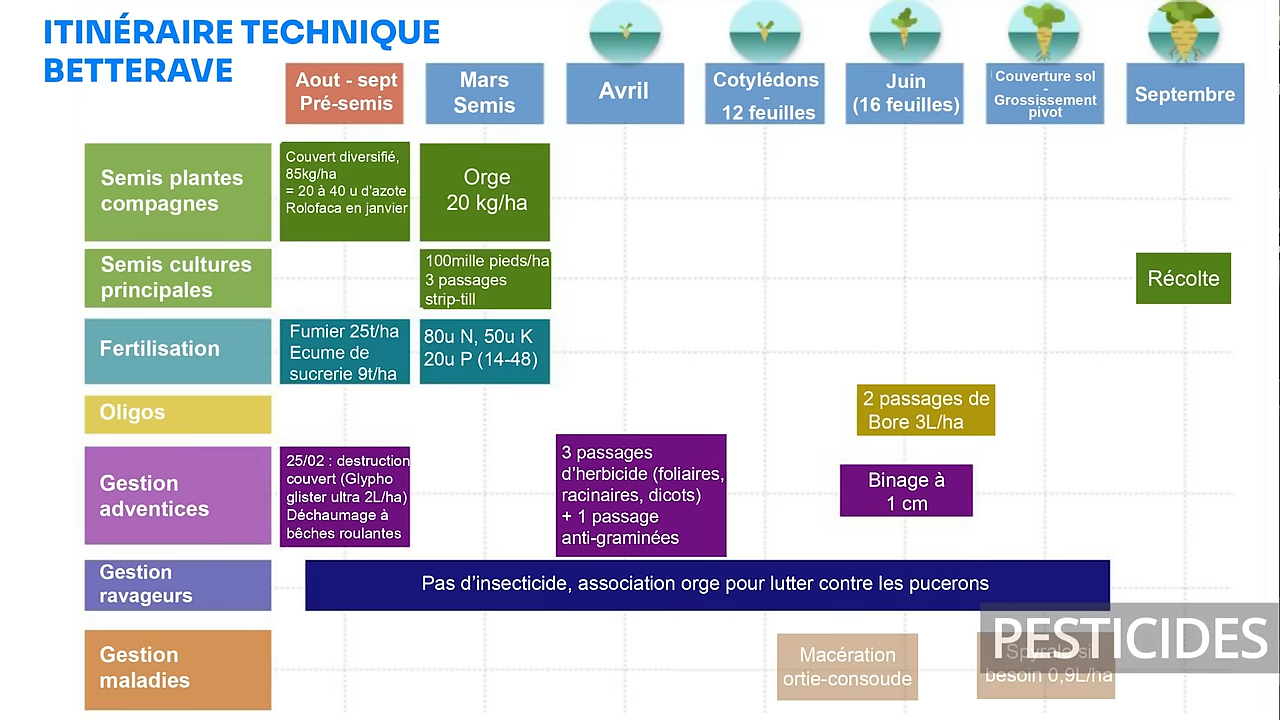 ITINÉRAIRE TECHNIQUE
BETTERAVE
Aout - sept
Pré-semis
Mars
Semis
Avril
Cotylédons
-
12 feuilles
Juin
(16 feuilles)
Couverture sol
-
Grossissement
pivot
Septembre
Semis plantes
compagnes
Couvert diversifié,
85kg/ha
= 20 à 40 u d'azote
Rolofaca en janvier
Orge
20 kg/ha
Semis cultures
principales
100mille pieds/ha
3 passages
strip-till
Récolte
Fertilisation
Fumier 25t/ha
Ecume de
sucrerie 9t/ha
80u N, 50u K
20u P (14-48)
Oligos
2 passages de
Bore 3L/ha
Gestion
adventices
25/02 : destruction
couvert (Glypho
glister ultra 2L/ha)
Déchaumage à
bêches roulantes
3 passages
d'herbicide (foliaires,
racinaires, dicots)
+ 1 passage
anti-graminées
Binage à
1 cm
Gestion
ravageurs
Pas d'insecticide, association orge pour lutter contre les pucerons
PESTICIDES
Gestion
maladies
Macération
ortie-consoude
si
besoin 0,9L/ha